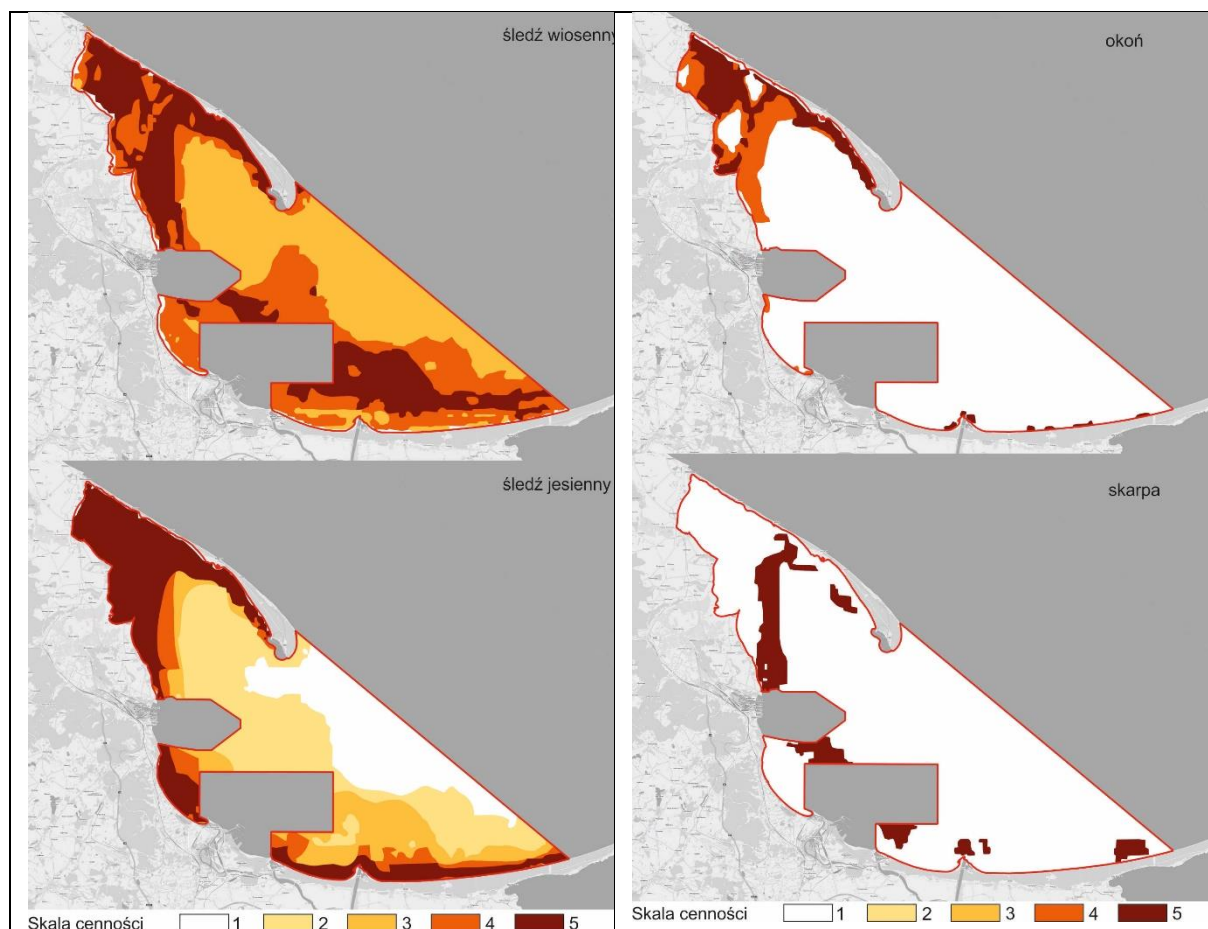 śledź wiosenny
okoń
śledź jesienny
skarpa
Skala cenności 1 2 3 4 5
Skala cenności 1 2 3 4 5